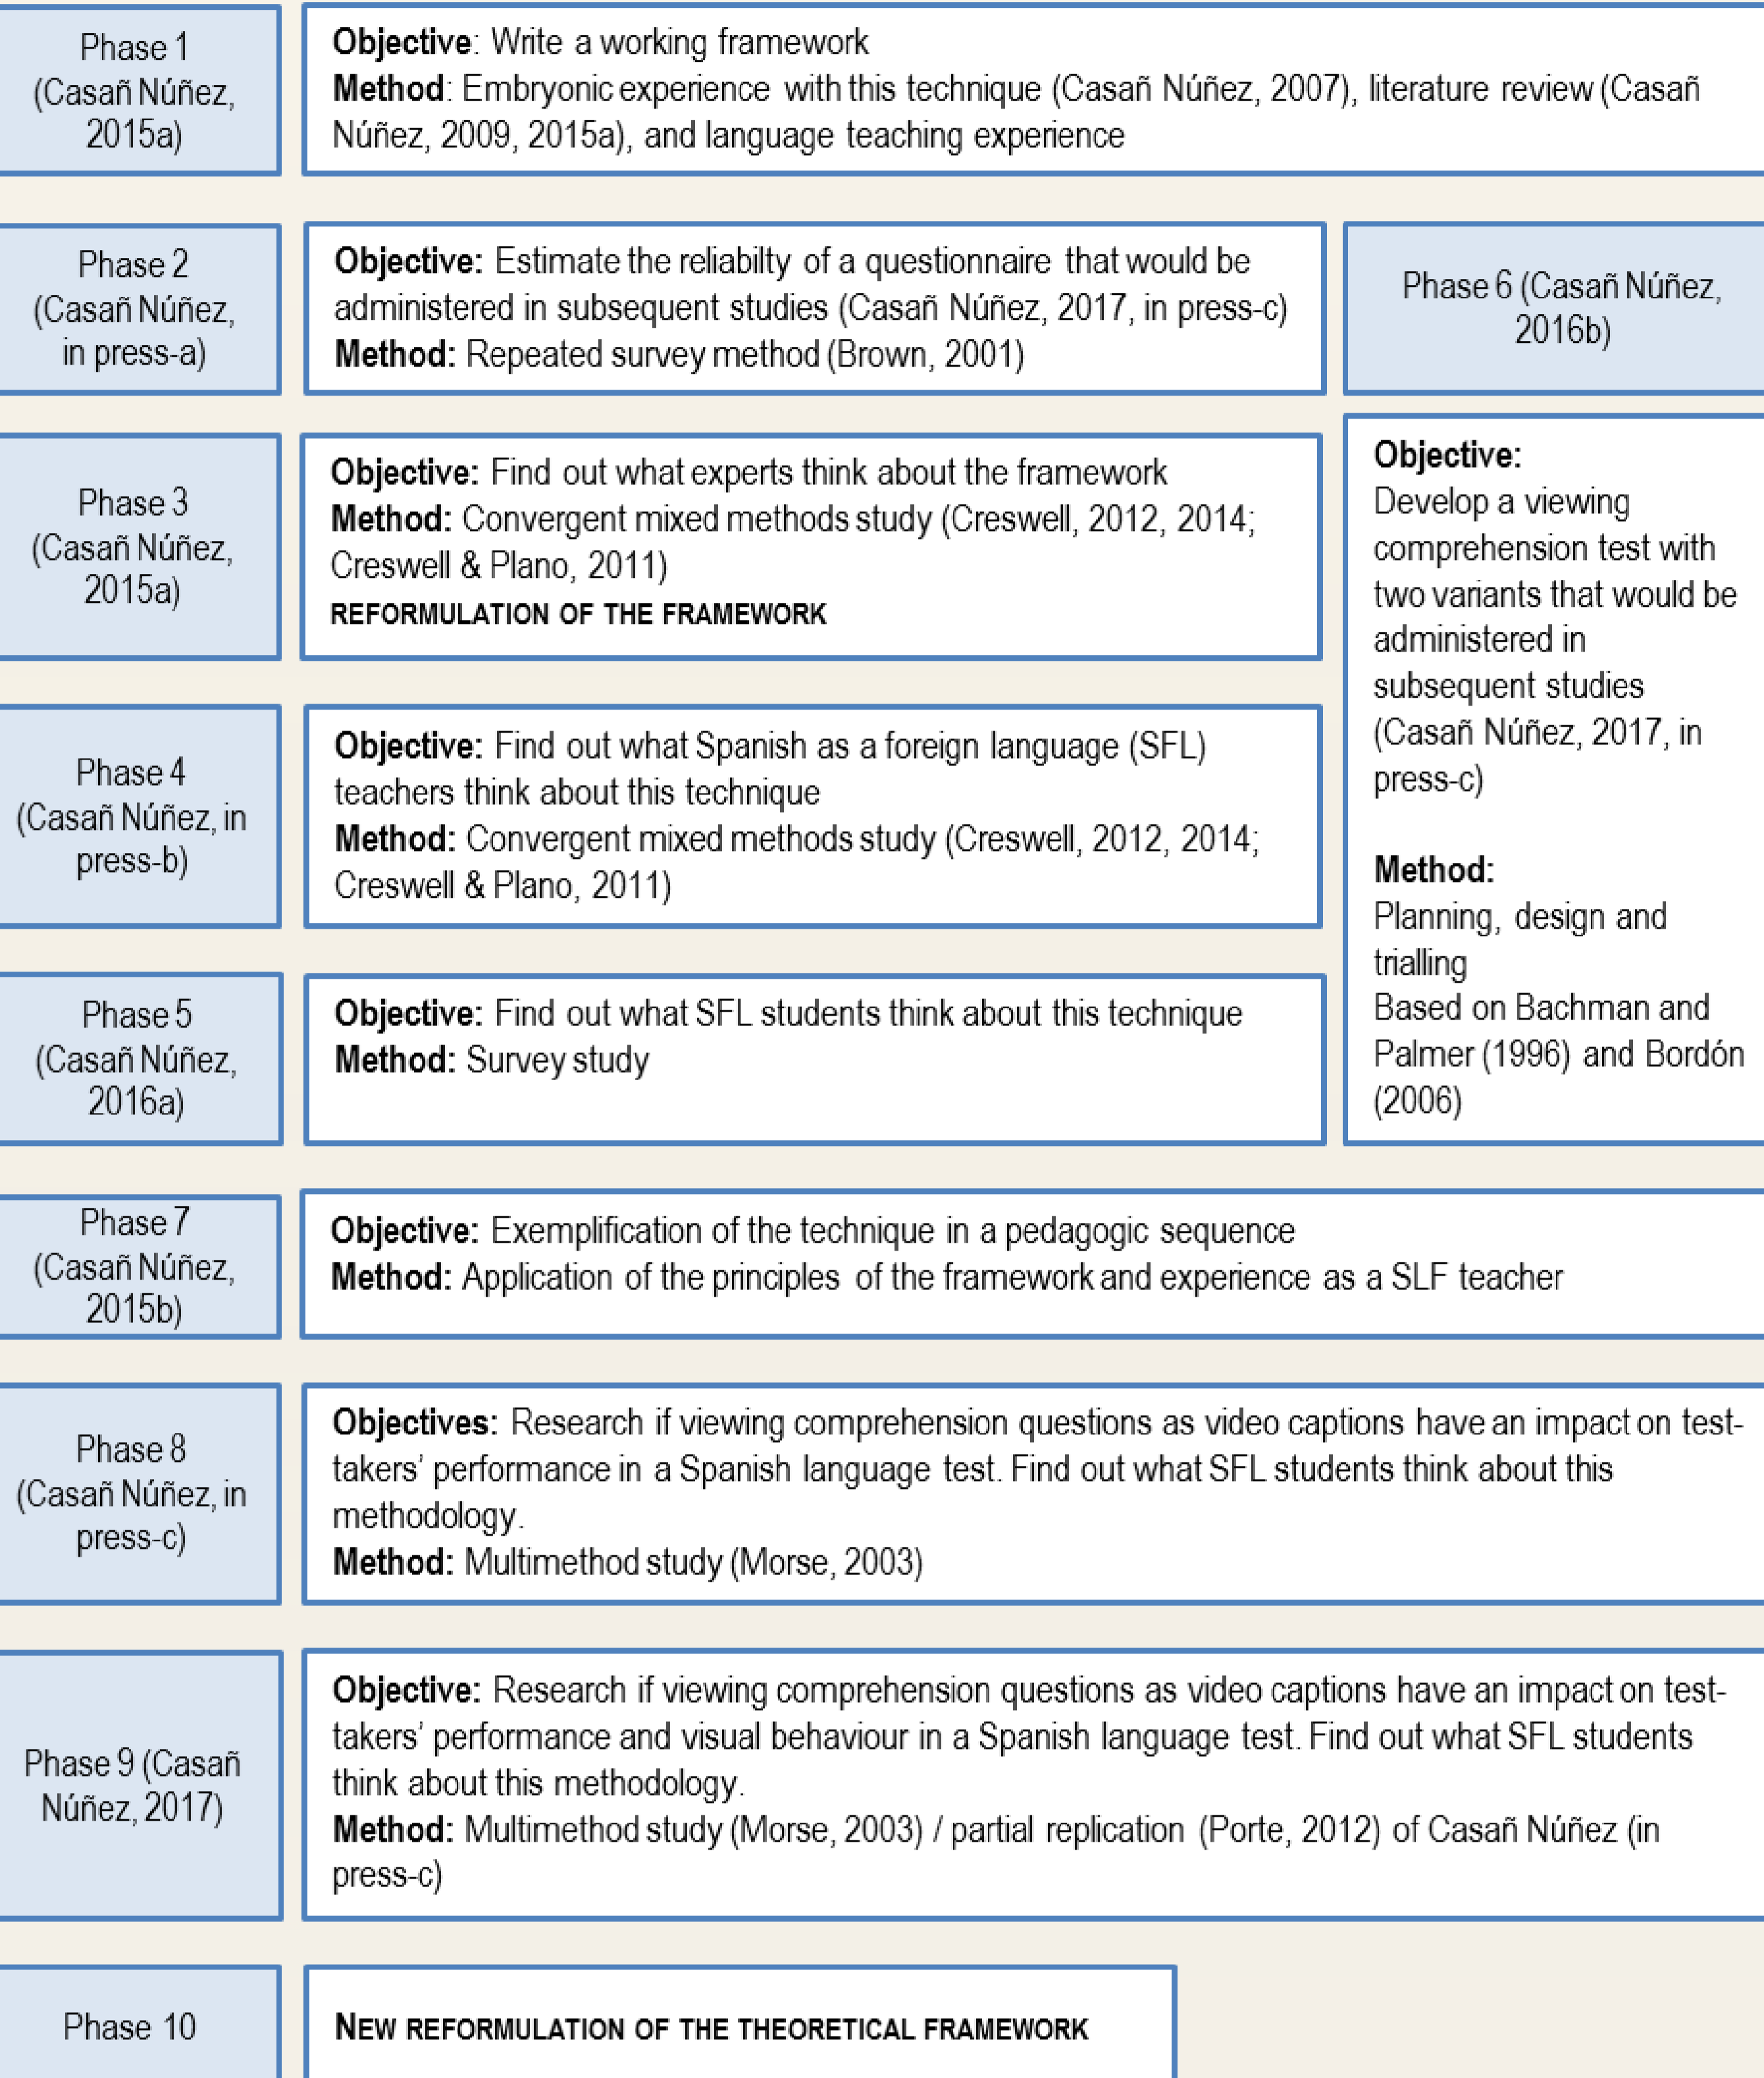 Phase 1
(Casañ Núñez,
2015a)
Objective: Write a working framework
Method: Embryonic experience with this technique (Casañ Núñez, 2007), literature review (Casañ
Núñez, 2009, 2015a), and language teaching experience
Phase 2
(Casañ Núñez,
in press-a)
Objective: Estimate the reliabilty of a questionnaire that would be
administered in subsequent studies (Casañ Núñez, 2017, in press-c)
Method: Repeated survey method (Brown, 2001)
Phase 3
(Casañ Núñez,
2015a)
Objective: Find out what experts think about the framework
Method: Convergent mixed methods study (Creswell, 2012, 2014;
Creswell & Plano, 2011)
REFORMULATION OF THE FRAMEWORK
Phase 4
(Casañ Núñez, in
press-b)
Objective: Find out what Spanish as a foreign language (SFL)
teachers think about this technique
Method: Convergent mixed methods study (Creswell, 2012, 2014;
Creswell & Plano, 2011)
Phase 5
(Casañ Núñez,
2016a)
Objective: Find out what SFL students think about this technique
Method: Survey study
Phase 6 (Casañ Núñez,
2016b)
Objective:
Develop a viewing
comprehension test with
two variants that would be
administered in
subsequent studies
(Casañ Núñez, 2017, in
press-c)
Method:
Planning, design and
trialling
Based on Bachman and
Palmer (1996) and Bordón
(2006)
Phase 7
(Casañ Núñez,
2015b)
Objective: Exemplification of the technique in a pedagogic sequence
Method: Application of the principles of the framework and experience as a SLF teacher
Phase 8
(Casañ Núñez, in
press-c)
Objectives: Research if viewing comprehension questions as video captions have an impact on test-
takers’ performance in a Spanish language test. Find out what SFL students think about this
methodology.
Method: Multimethod study (Morse, 2003)
Phase 9 (Casañ
Núñez, 2017)
Objective: Research if viewing comprehension questions as video captions have an impact on test-
takers’ performance and visual behaviour in a Spanish language test. Find out what SFL students
think about this methodology.
Method: Multimethod study (Morse, 2003) / partial replication (Porte, 2012) of Casañ Núñez (in
press-c)
Phase 10
NEW REFORMULATION OF THE THEORETICAL FRAMEWORK